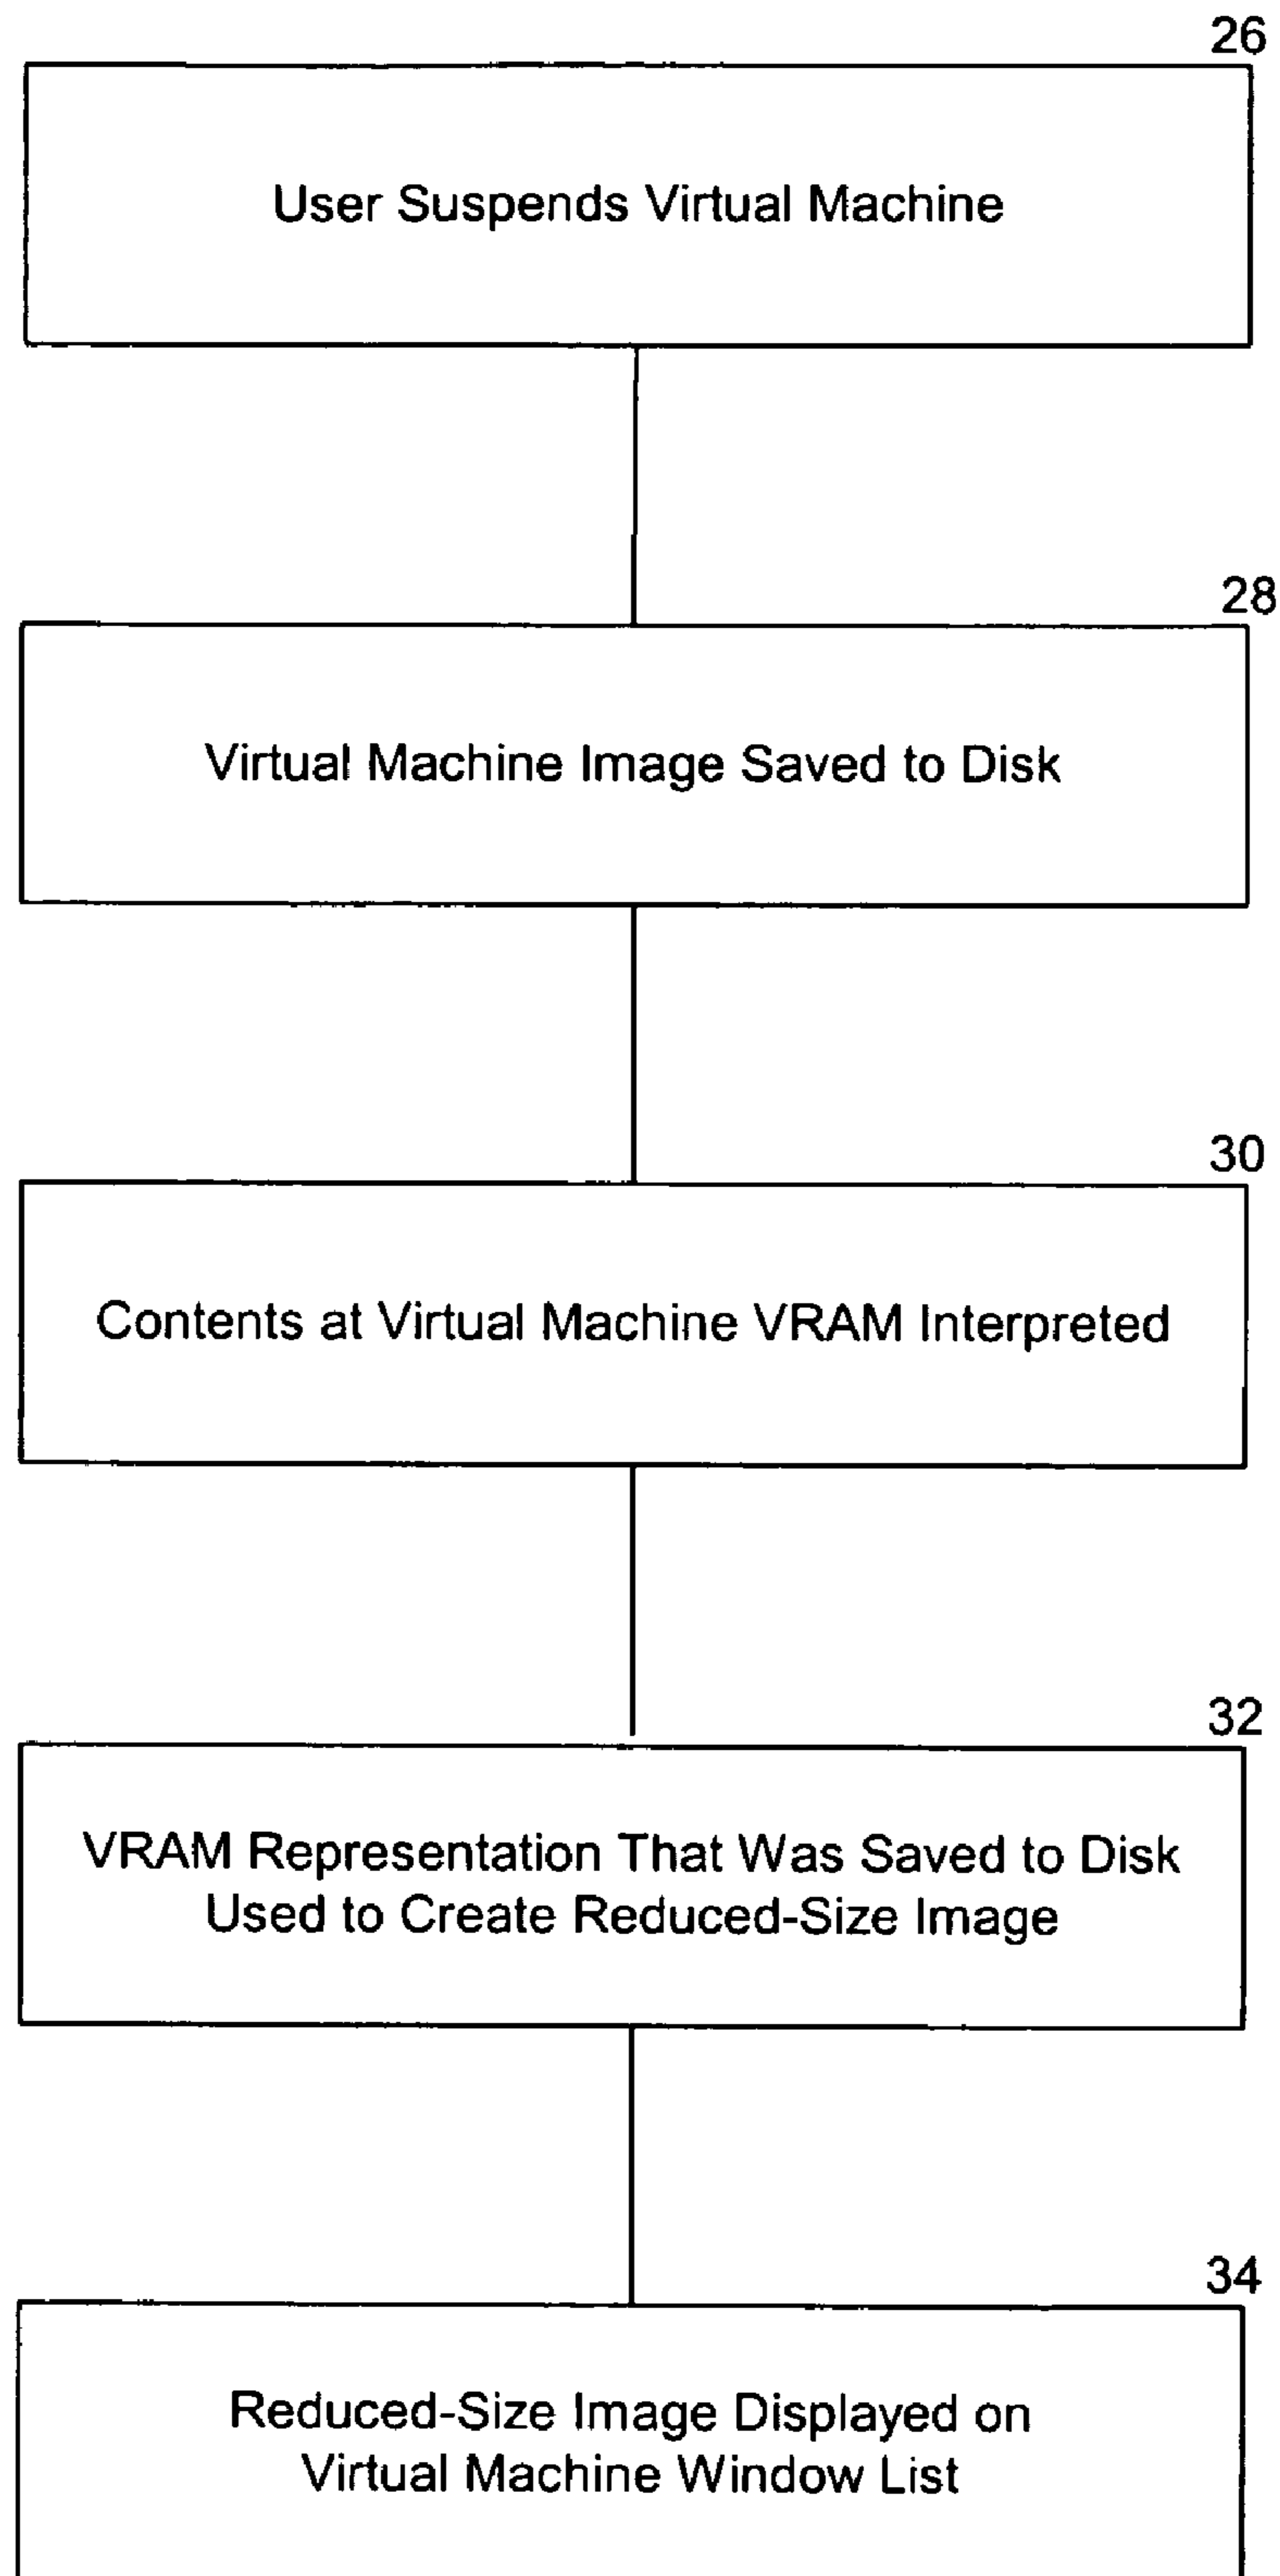 26
User Suspends Virtual Machine
28
Virtual Machine Image Saved to Disk
30
Contents at Virtual Machine VRAM Interpreted
32
VRAM Representation That Was Saved to Disk
Used to Create Reduced-Size Image
34
Reduced-Size Image Displayed on
Virtual Machine Window List